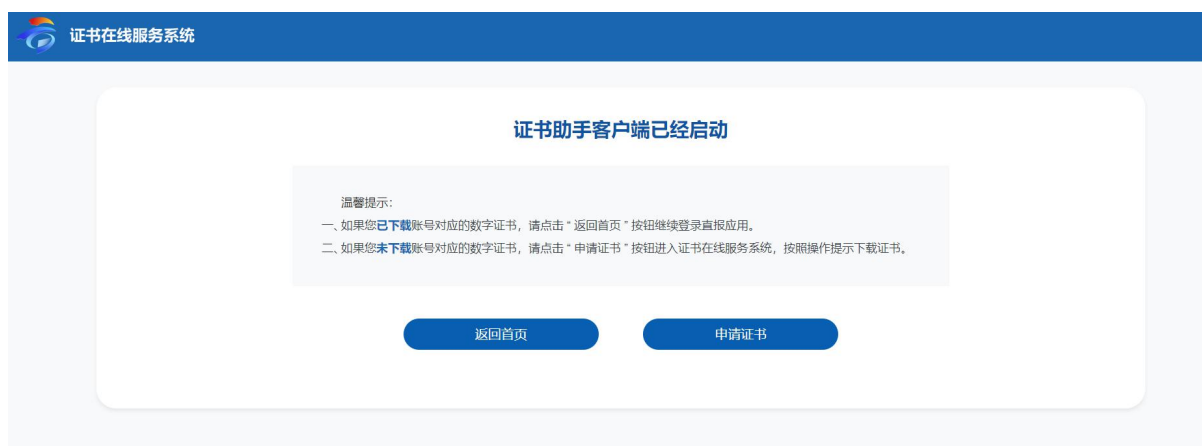 证书在线服务系统
证书助手客户端已经启动
温馨提示：
一、如果您已下载账号对应的数字证书，请点击“返回首页”按钮继续登录直报应用。
二、如果您未下载账号对应的数字证书，请点击“申请证书”按钮进入证书在线服务系统，按照操作提示下载证书。
返回首页
申请证书